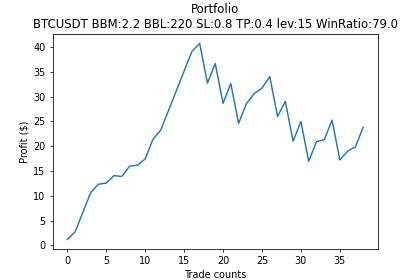 Portfolio
BTCUSDT BBM:2.2 BBL:220 SL:0.8 TP:0.4 lev:15 WinRatio:79.0
40
35
30
25
20
15
10
5
0
Profit ($)
0 5 10 15 20 25 30 35
Trade counts